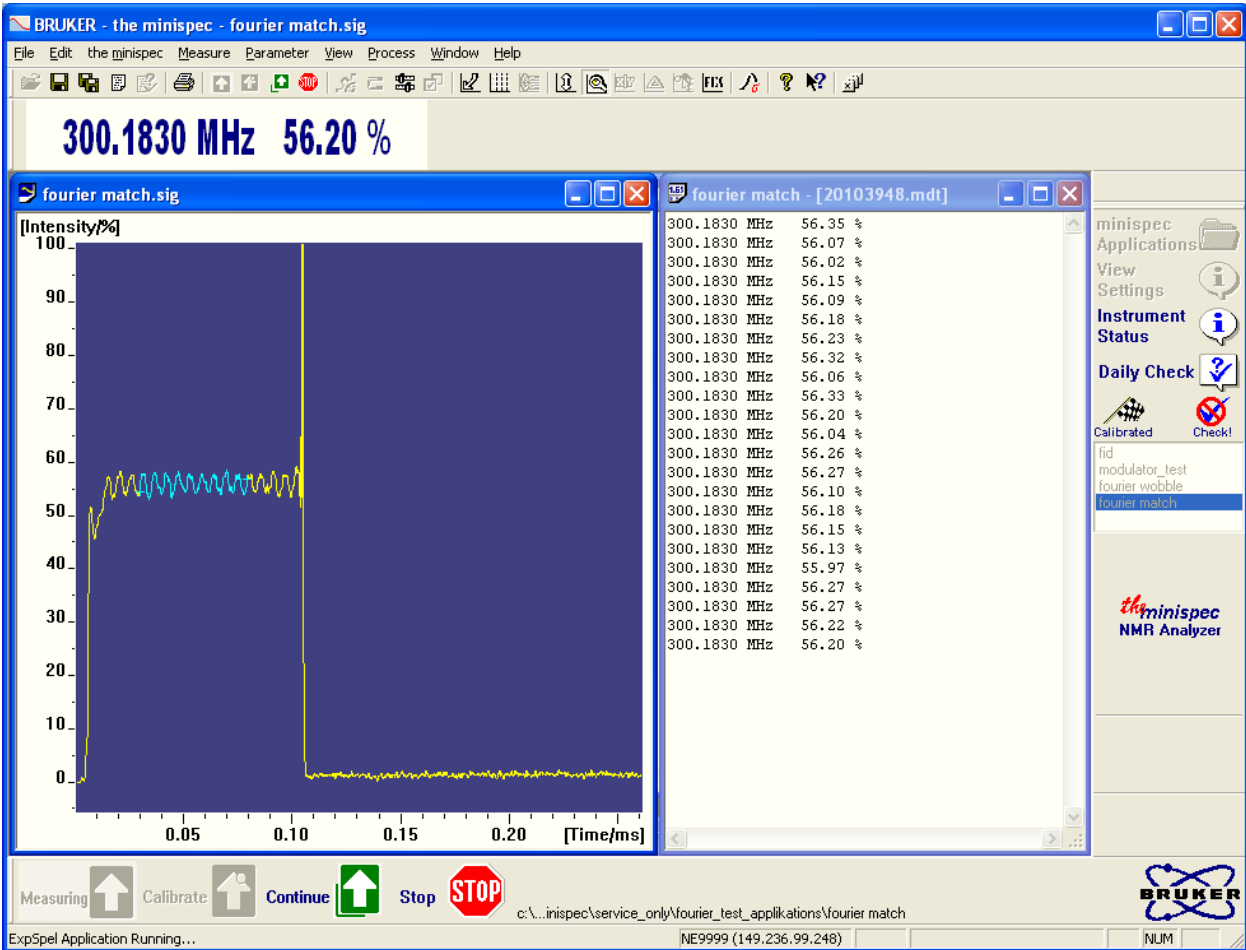 BRUKER - the minispec - fourier match.sig
File Edit the minispec Measure Parameter View Process Window Help
300.1830 MHz 56.20 %
fourier match.sig
[Intensity/%]
100
90
80
70
60
50
40
30
20
10
0
0.05 0.10 0.15 0.20 [Time/ms]
fourier match - [20103948.mdt]
300.1830 MHz 56.35 %
300.1830 MHz 56.07 %
300.1830 MHz 56.02 %
300.1830 MHz 56.15 %
300.1830 MHz 56.09 %
300.1830 MHz 56.18 %
300.1830 MHz 56.23 %
300.1830 MHz 56.32 %
300.1830 MHz 56.06 %
300.1830 MHz 56.33 %
300.1830 MHz 56.20 %
300.1830 MHz 56.04 %
300.1830 MHz 56.26 %
300.1830 MHz 56.27 %
300.1830 MHz 56.10 %
300.1830 MHz 56.18 %
300.1830 MHz 56.15 %
300.1830 MHz 56.13 %
300.1830 MHz 55.97 %
300.1830 MHz 56.27 %
300.1830 MHz 56.27 %
300.1830 MHz 56.22 %
300.1830 MHz 56.20 %
minispec
Applications
View
Settings
Instrument
Status
Daily Check
Calibrated Check!
fid
modulator_test
fourier wobble
fourier match
the minispec
NMR Analyzer
Measuring Calibrate Continue Stop STOP
c:\...inispec\service_only\fourier_test_applikations\fourier match
BRUKER
ExpSpel Application Running...
NE9999 (149.236.99.248)
NUM